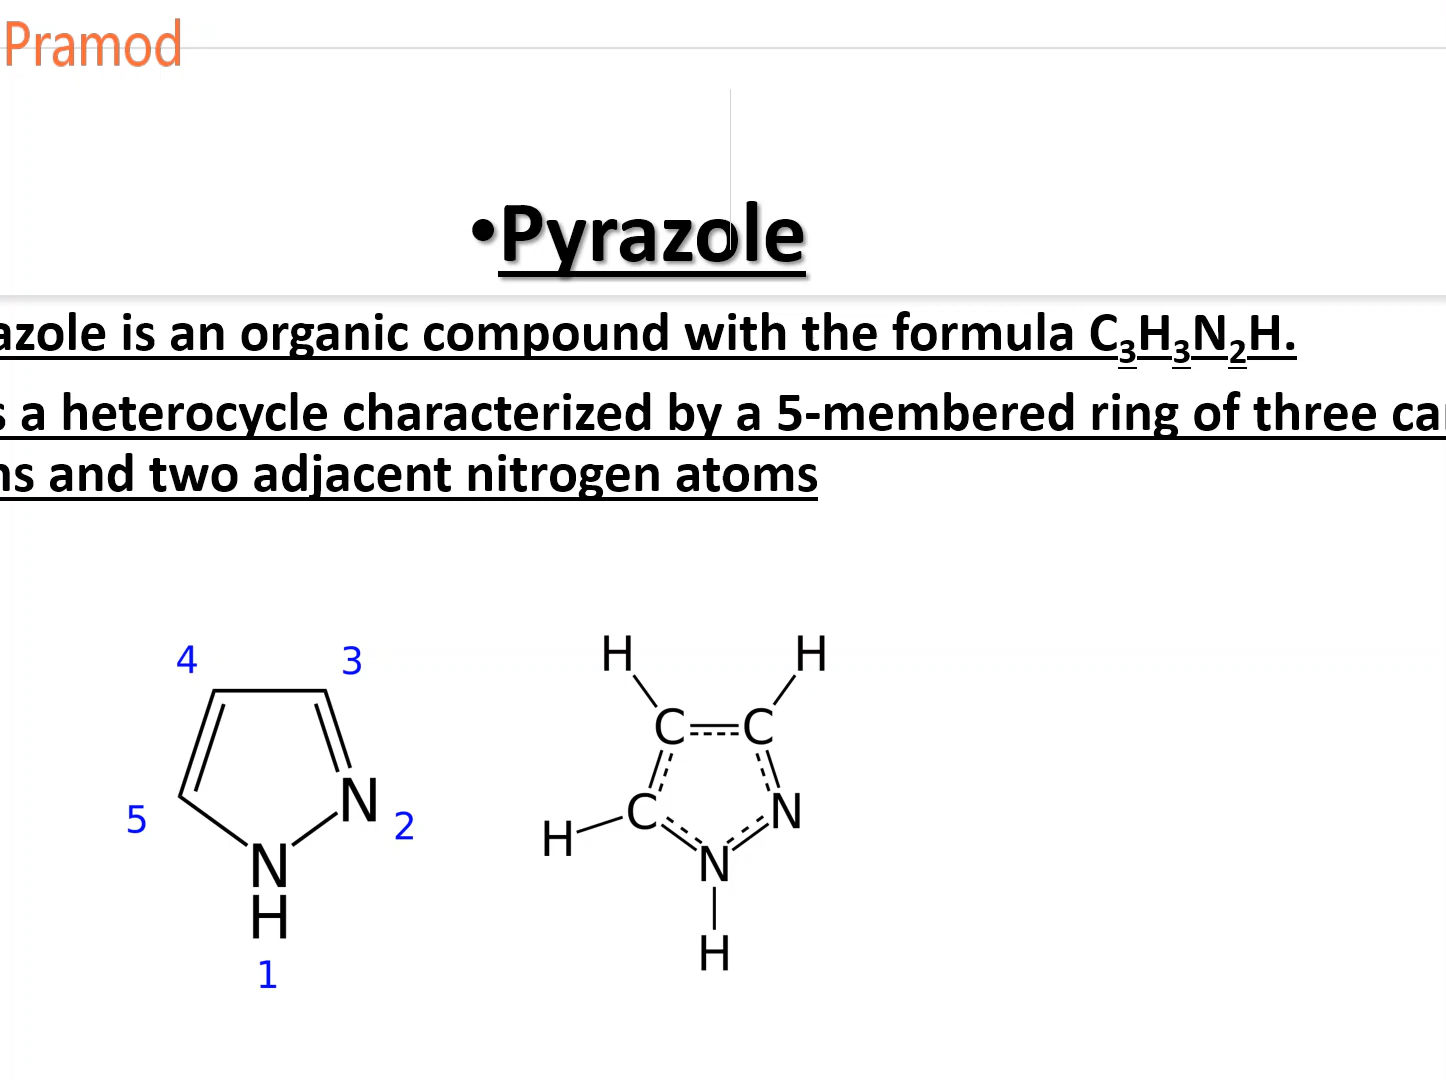 Pramod
•Pyrazole
azole is an organic compound with the formula C₃H₃N₂H.
s a heterocycle characterized by a 5-membered ring of three car
ns and two adjacent nitrogen atoms
4 3
5 N 2
N
H
1
H H
C C
H C N
N
H